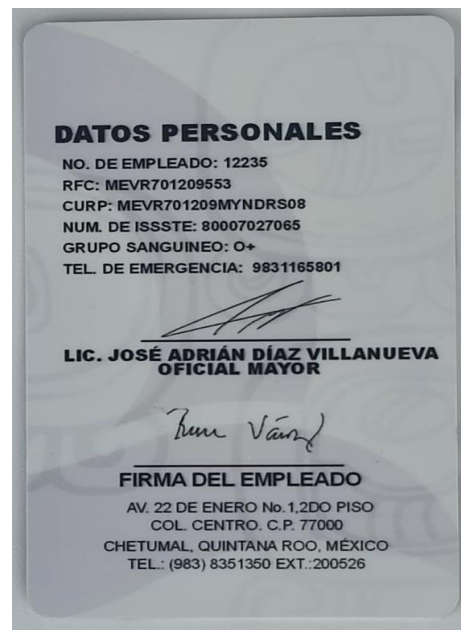 DATOS PERSONALES
NO. DE EMPLEADO: 12235
RFC: MEVR701209553
CURP: MEVR701209MYNDRS08
NUM. DE ISSSTE: 80007027065
GRUPO SANGUINEO: O+
TEL. DE EMERGENCIA: 9831165801
LIC. JOSÉ ADRIÁN DÍAZ VILLANUEVA
OFICIAL MAYOR
FIRMA DEL EMPLEADO
AV. 22 DE ENERO No.1,2DO PISO
COL. CENTRO. C.P. 77000
CHETUMAL, QUINTANA ROO, MÉXICO
TEL.: (983) 8351350 EXT.:200526